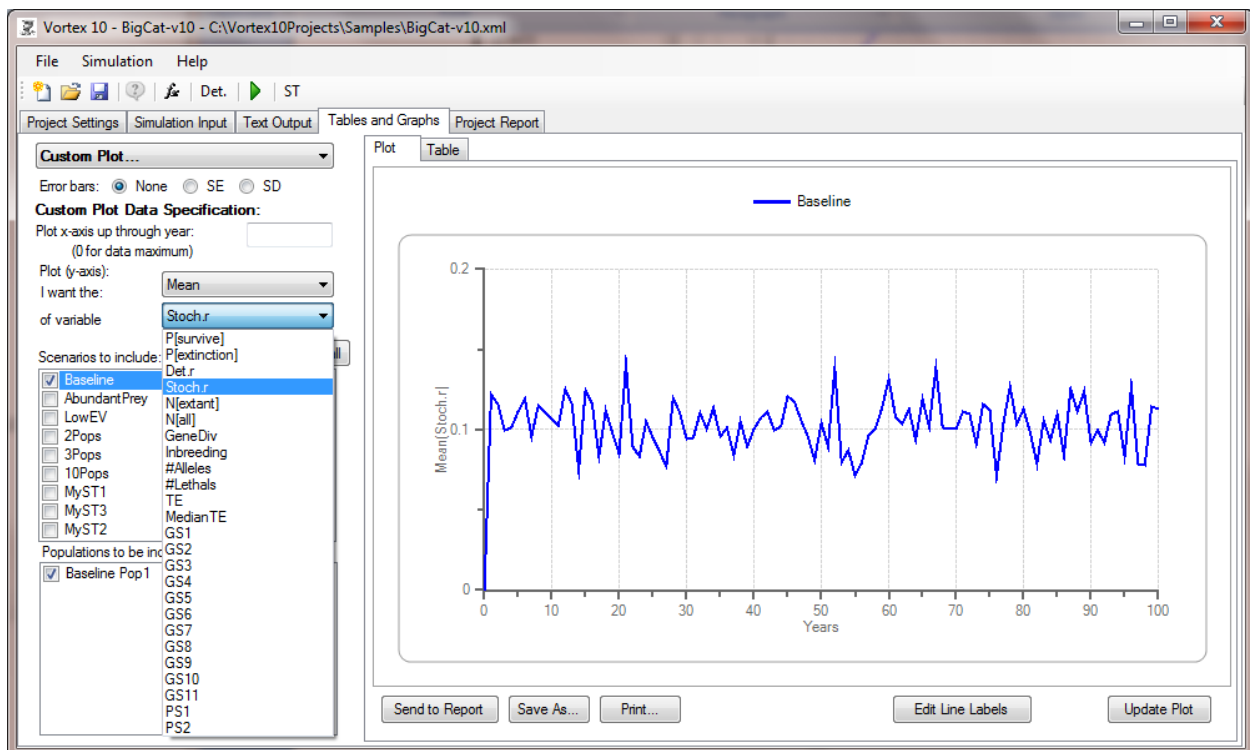 Vortex 10 - BigCat-v10 - C:\Vortex10Projects\Samples\BigCat-v10.xml
File Simulation Help
Det. ST
Project Settings Simulation Input Text Output Tables and Graphs Project Report
Custom Plot...
Error bars: None SE SD
Custom Plot Data Specification:
Plot x-axis up through year:
(0 for data maximum)
Plot (y-axis):
I want the: Mean
of variable Stoch.r
Scenarios to include:
Baseline
AbundantPrey
LowEV
2Pops
3Pops
10Pops
MyST1
MyST3
MyST2
Populations to be inc
Baseline Pop1
P[survive]
P[extinction]
Det.r
Stoch.r
N[extant]
N[all]
GeneDiv
Inbreeding
#Alleles
#Lethals
TE
MedianTE
GS1
GS2
GS3
GS4
GS5
GS6
GS7
GS8
GS9
GS10
GS11
PS1
PS2
Plot Table
Baseline
Mean[Stoch.r]
0.2
0.1
0
0 10 20 30 40 50 60 70 80 90 100
Years
Send to Report Save As... Print... Edit Line Labels Update Plot